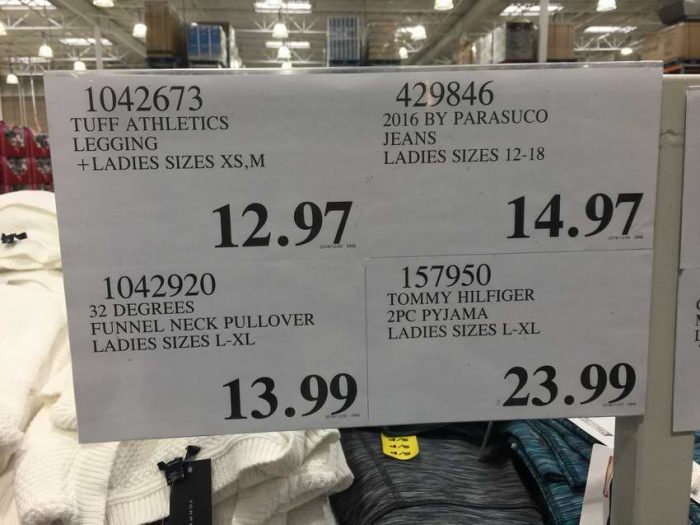 1042673
TUFF ATHLETICS
LEGGING
+LADIES SIZES XS,M
12.97
429846
2016 BY PARASUCO
JEANS
LADIES SIZES 12-18
14.97
1042920
32 DEGREES
FUNNEL NECK PULLOVER
LADIES SIZES L-XL
13.99
157950
TOMMY HILFIGER
2PC PYJAMA
LADIES SIZES L-XL
23.99